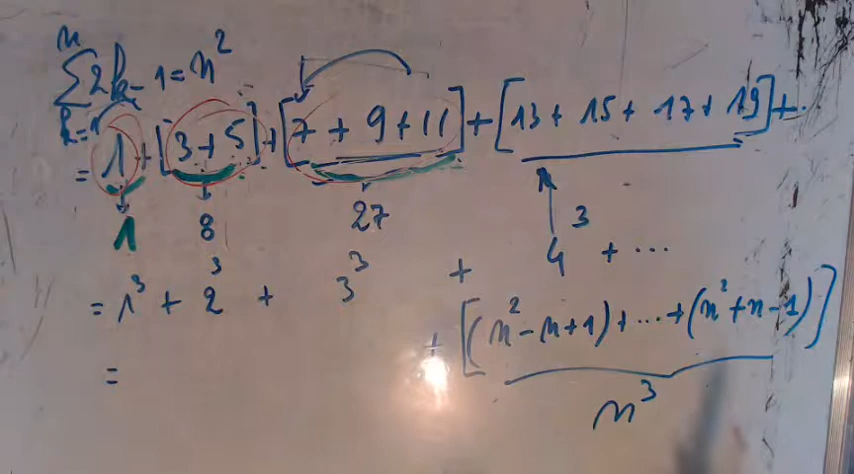 n
∑ 2k - 1 = n²
k=1
= 1 + [3+5] + [7 + 9 + 11] + [13 + 15 + 17 + 19] + ..
1 8 27
4³ + ...
= 1³ + 2³ + 3³ +
+ [(n² - n + 1) + ... + (n² + n - 1)]
=
n³